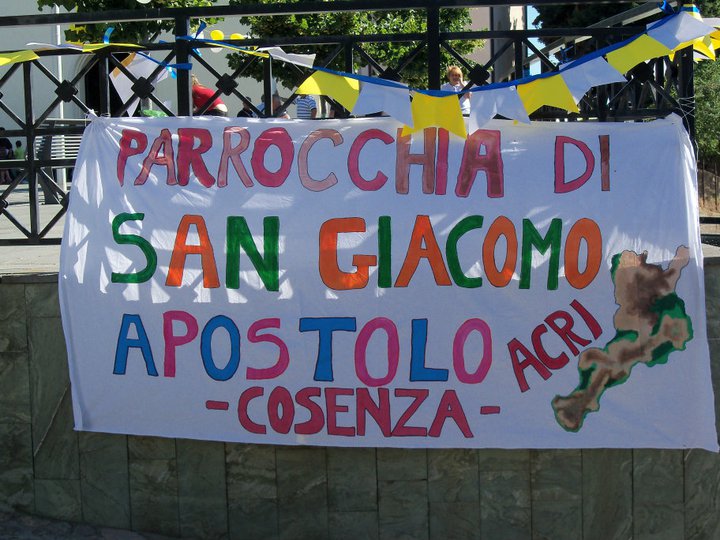 PARROCCHIA DI
SAN GIACOMO
APOSTOLO
ACRI
-COSENZA-